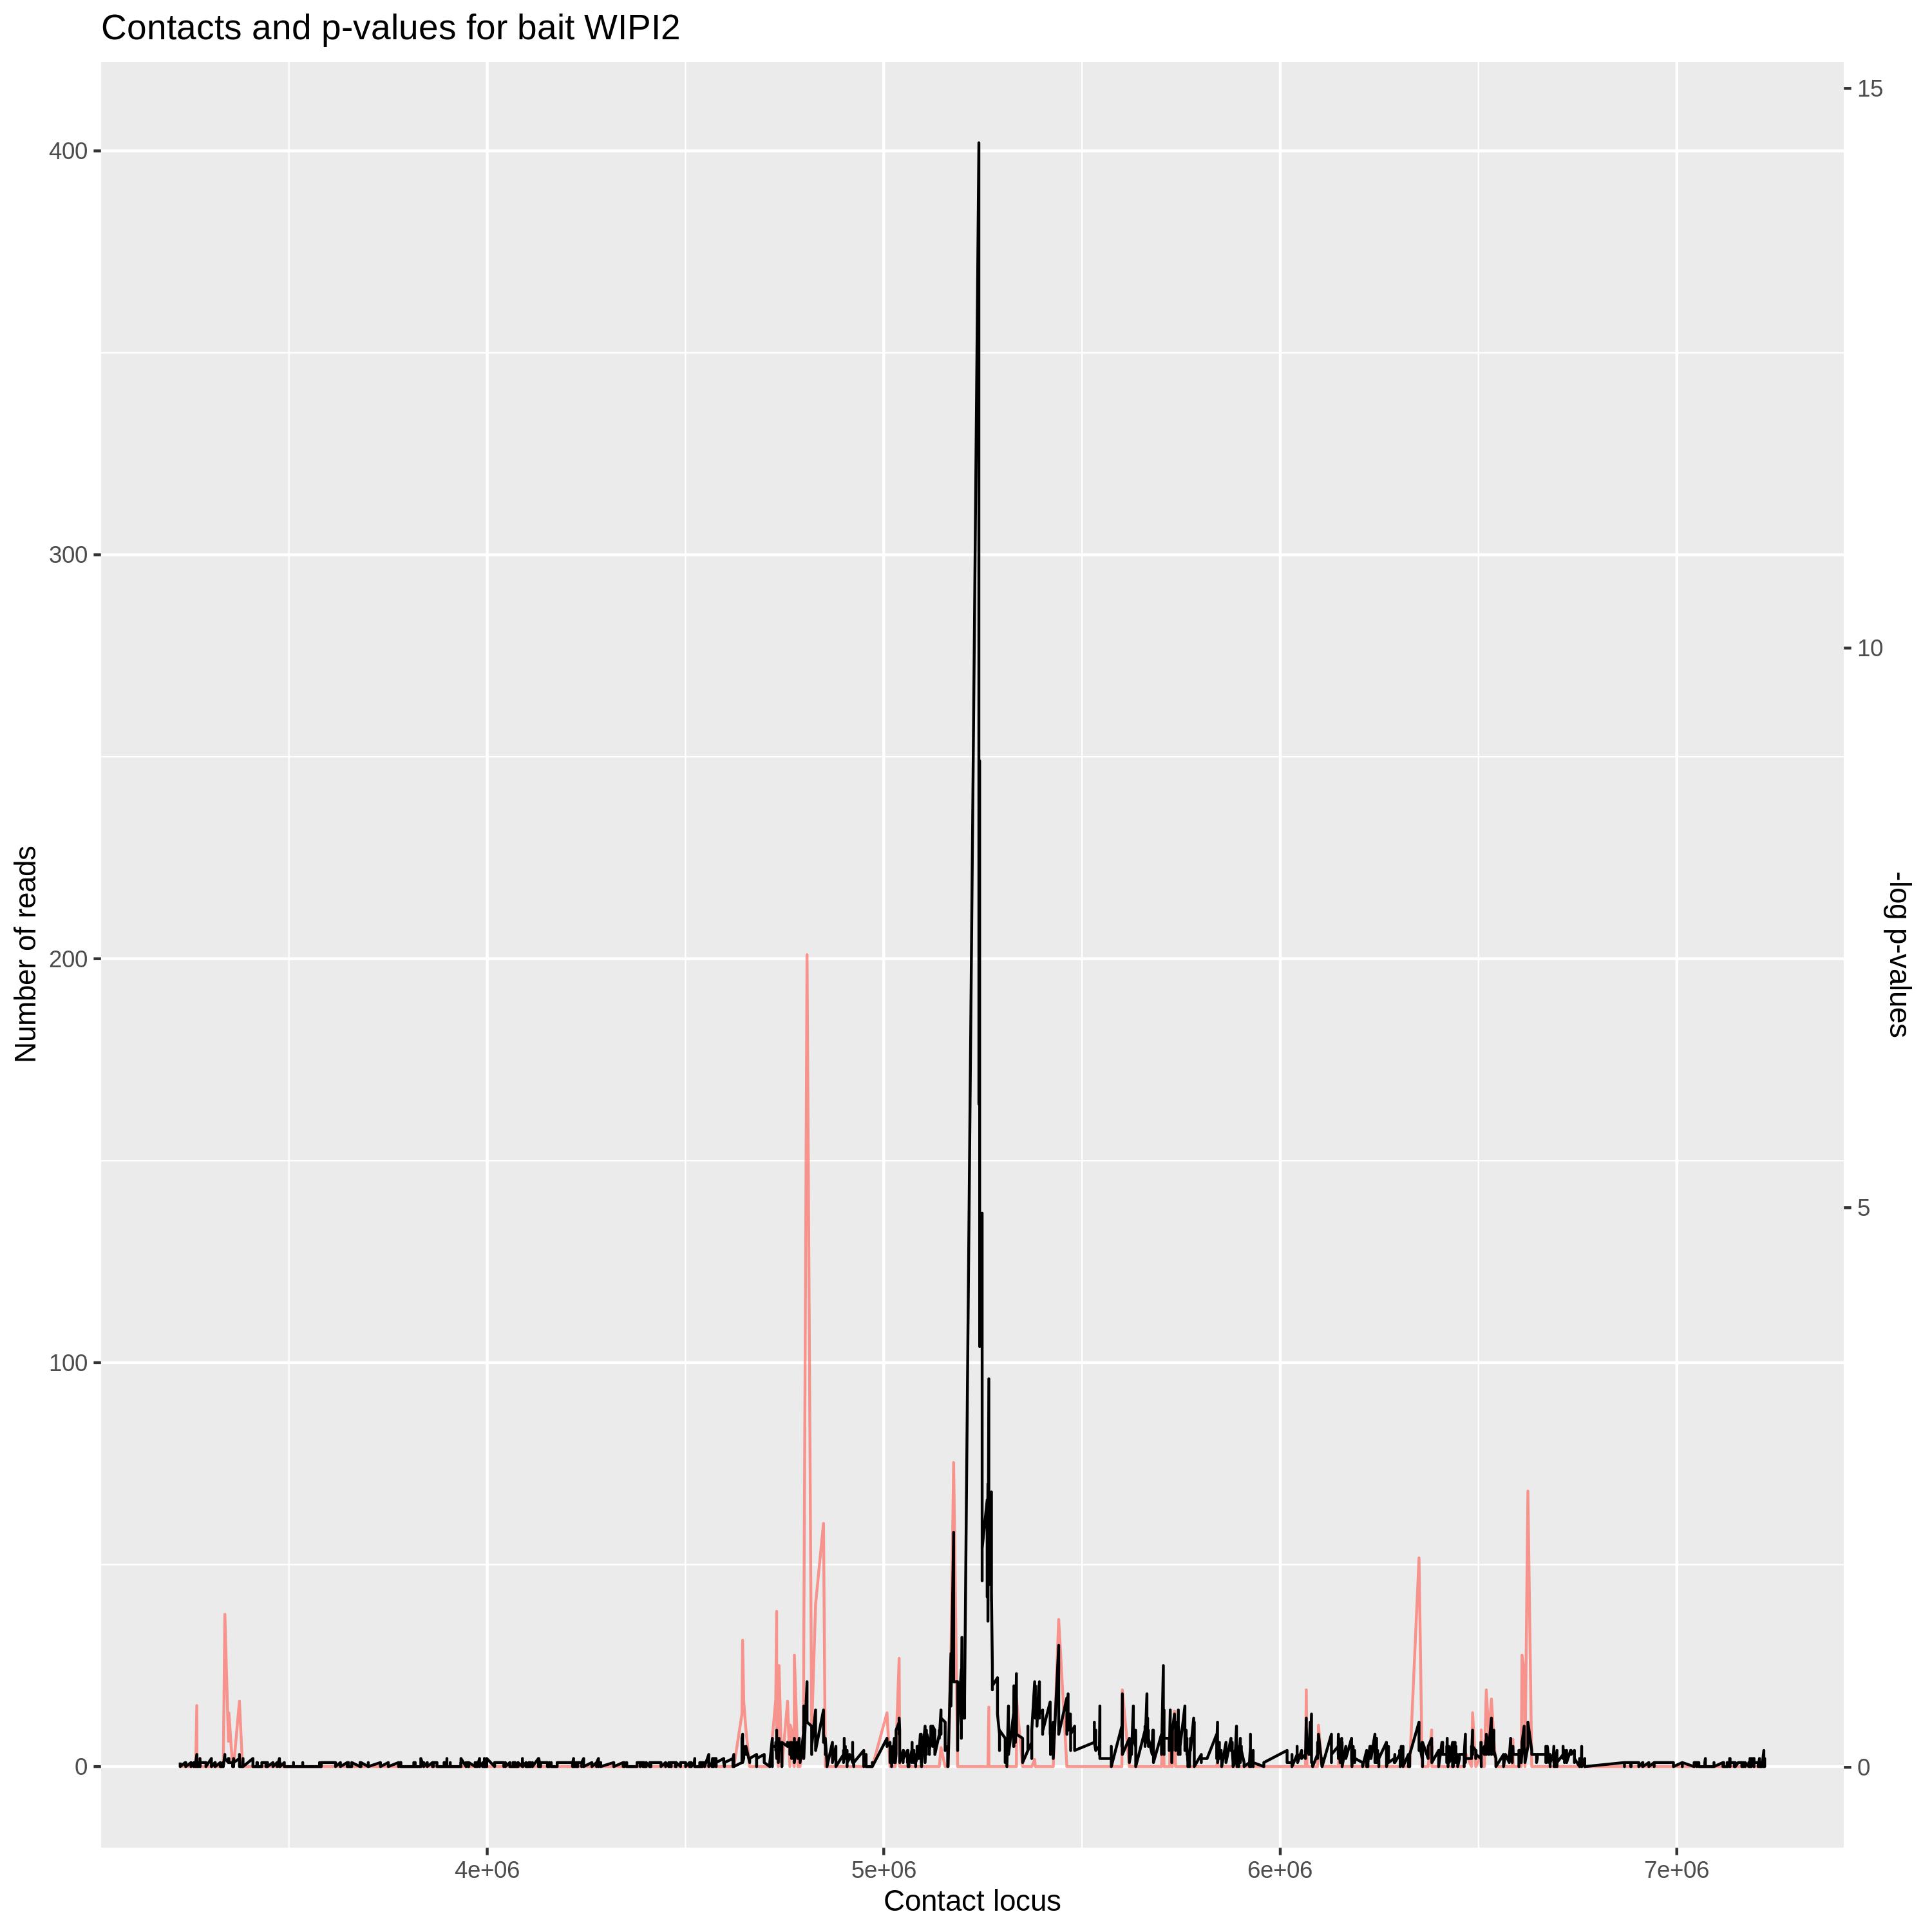 Contacts and p-values for bait WIPI2
15
400
300
10
Number of reads
-log p-values
200
5
100
0
0
4e+06
5e+06
6e+06
7e+06
Contact locus